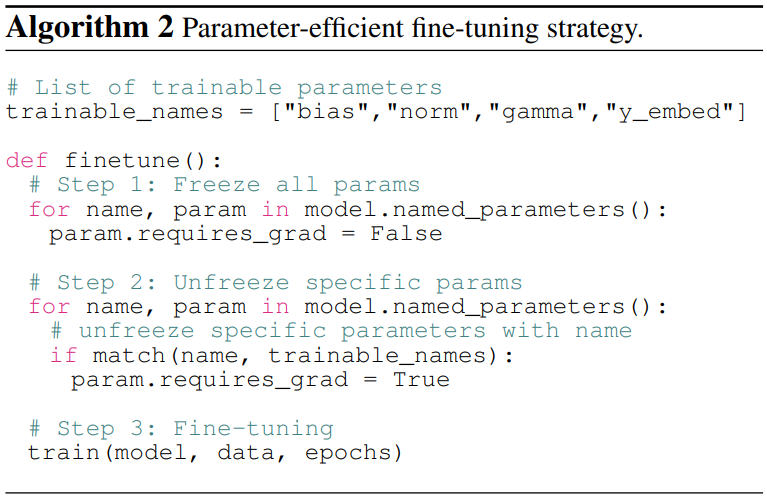 Algorithm 2 Parameter-efficient fine-tuning strategy.
# List of trainable parameters
trainable_names = ["bias","norm","gamma","y_embed"]
def finetune():
# Step 1: Freeze all params
for name, param in model.named_parameters():
param.requires_grad = False
# Step 2: Unfreeze specific params
for name, param in model.named_parameters():
# unfreeze specific parameters with name
if match(name, trainable_names):
param.requires_grad = True
# Step 3: Fine-tuning
train(model, data, epochs)